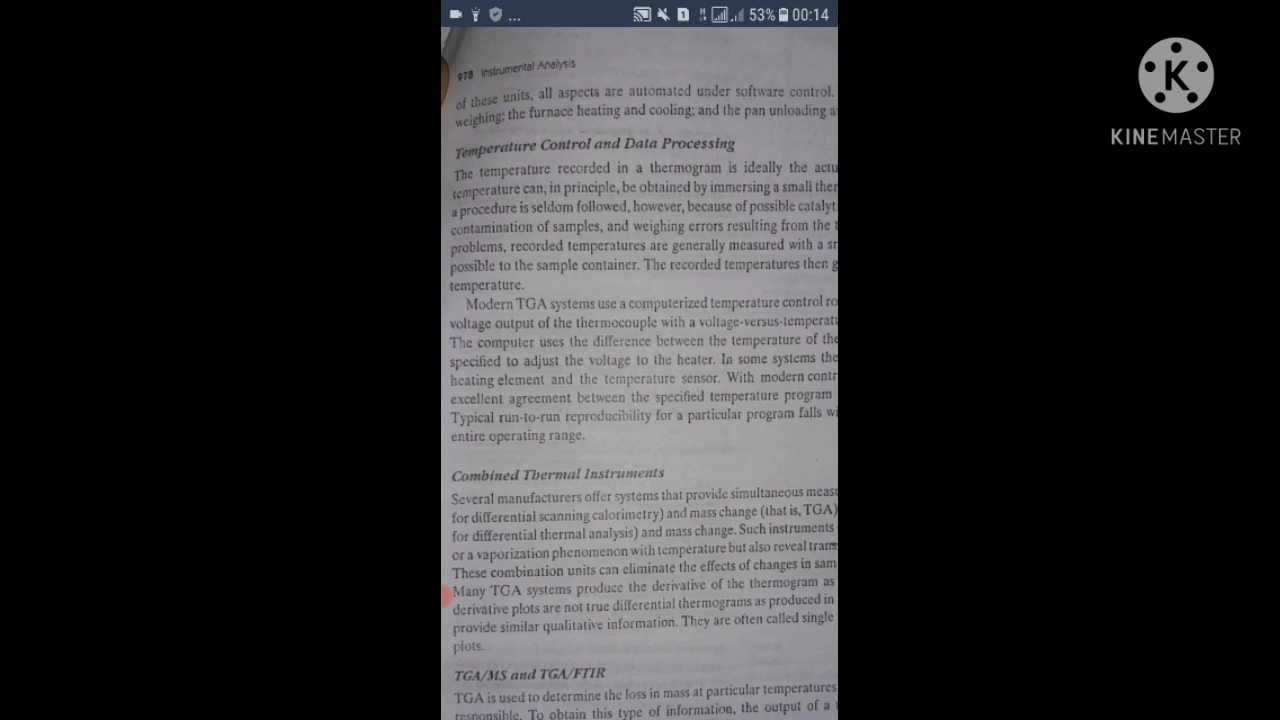 ... 1 53% 00:14
K
KINEMASTER
978 Instrumental Analysis
of these units, all aspects are automated under software control.
weighing; the furnace heating and cooling; and the pan unloading
Temperature Control and Data Processing
The temperature recorded in a thermogram is ideally the
temperature can, in principle, be obtained by immersing a small
a procedure is seldom followed, however, because of possible
contamination of samples, and weighing errors resulting from the
problems, recorded temperatures are generally measured with a
possible to the sample container. The recorded temperatures then
temperature.
Modern TGA systems use a computerized temperature control
voltage output of the thermocouple with a
The computer uses the difference between the temperature of the
specified to adjust the voltage to the heater. In some systems the
heating element and the temperature sensor. With modern
excellent agreement between the specified temperature program
Typical run-to-run reproducibility for a particular program falls
entire operating range.
Combined Thermal Instruments
Several manufacturers offer systems that provide simultaneous
for differential scanning calorimetry) and mass change (that is, TGA)
for differential thermal analysis) and mass change. Such instruments
or a vaporization phenomenon with temperature but also reveal
These combination units can eliminate the effects of changes in
Many TGA systems produce the derivative of the thermogram as
derivative plots are not true differential thermograms as produced in
provide similar qualitative information. They are often called single
plots.
TGA/MS and TGA/FTIR
TGA is used to determine the loss in mass at particular temperatures
responsible. To obtain this type of information, the output of a